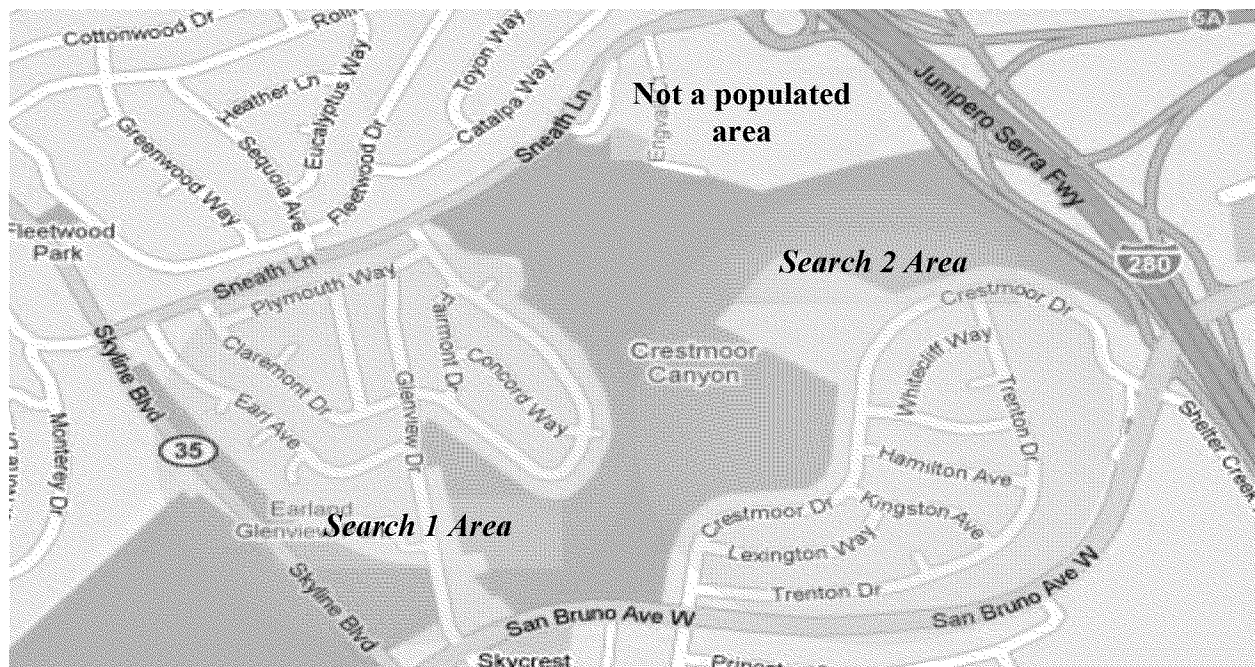 Cottonwood Dr
Toyon Way
5A
Heather Ln
Eucalyptus Way
Catalpa Way
Not a populated
area
Junipero Serra Fwy
Greenwood Way
Sequoia Ave
Fleetwood Dr
Sneath Ln
Fleetwood
Park
Sneath Ln
Plymouth Way
Search 2 Area
280
Crestmoor Dr
Skyline Blvd
Claremont Dr
Fairmont Dr
Concord Way
Crestmoor
Canyon
Whitecliff Way
Trenton Dr
Earl Ave
Glenview Dr
35
Monterey Dr
Shelter Creek
Hamilton Ave
Kingston Ave
Crestmoor Dr
Lexington Way
Earl and
Glenview
Search 1 Area
Skyline Blvd
Trenton Dr
San Bruno Ave W
San Bruno Ave W
Skycrest